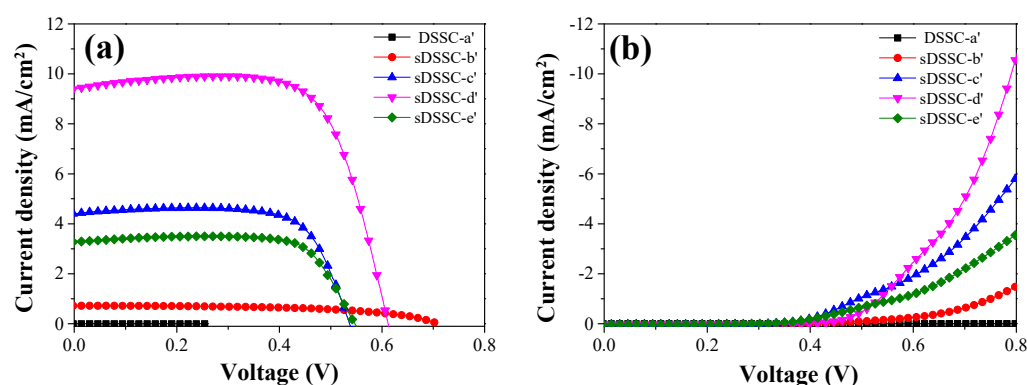 (a)
DSSC-a'
sDSSC-b'
sDSSC-c'
sDSSC-d'
sDSSC-e'
12
10
8
6
4
2
0
0.0 0.2 0.4 0.6 0.8
Current density (mA/cm²)
Voltage (V)
(b)
DSSC-a'
sDSSC-b'
sDSSC-c'
sDSSC-d'
sDSSC-e'
-12
-10
-8
-6
-4
-2
0
0.0 0.2 0.4 0.6 0.8
Current density (mA/cm²)
Voltage (V)